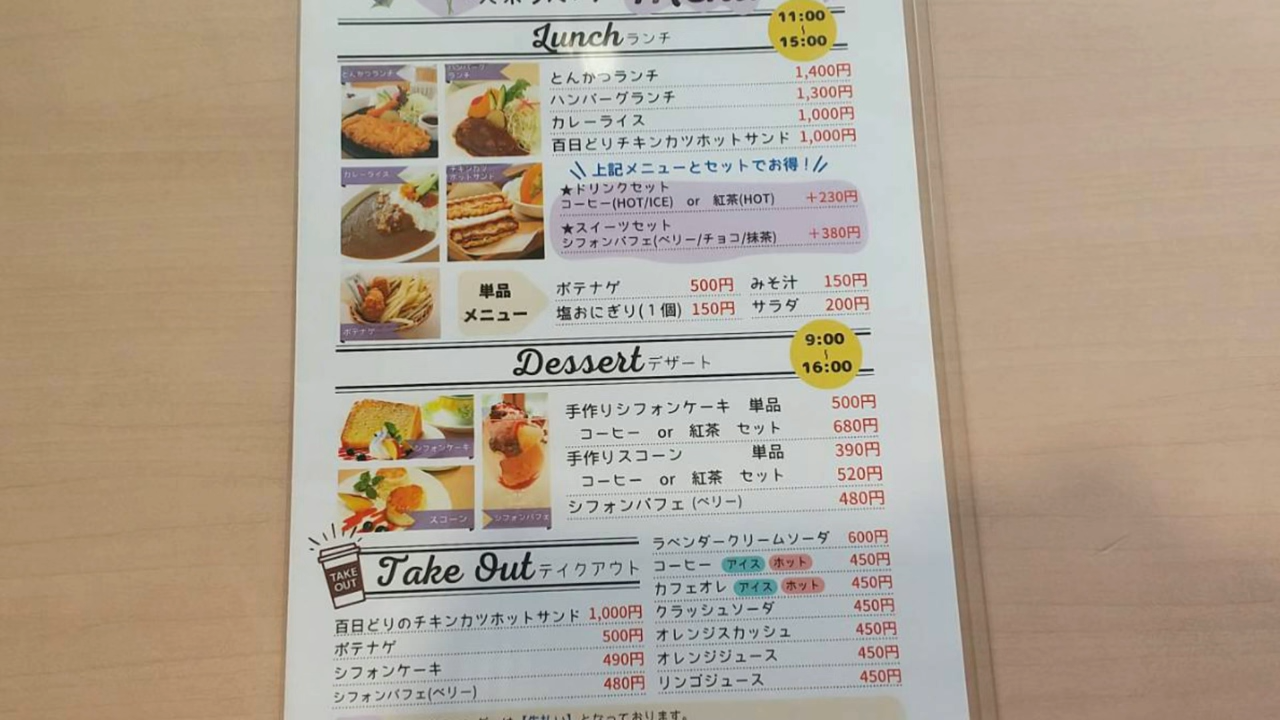 11:00
~
15:00
Lunch ランチ
とんかつランチ
カレーライス
ポテナゲ
とんかつランチ 1,400円
ハンバーグランチ 1,300円
カレーライス 1,000円
百日どりチキンカツホットサンド 1,000円
上記メニューとセットでお得!
★ドリンクセット
コーヒー(HOT/ICE) or 紅茶(HOT) +230円
★スイーツセット
シフォンパフェ(ベリー/チョコ/抹茶) +380円
単品
メニュー
ポテナゲ 500円 みそ汁 150円
塩おにぎり(1個) 150円 サラダ 200円
Dessert デザート
9:00
~
16:00
シフォンケーキ
スコーン
シフォンパフェ
手作りシフォンケーキ 単品 500円
コーヒー or 紅茶 セット 680円
手作りスコーン 単品 390円
コーヒー or 紅茶 セット 520円
シフォンパフェ(ベリー) 480円
TAKE
OUT
Take Out テイクアウト
百日どりのチキンカツホットサンド 1,000円
ポテナゲ 500円
シフォンケーキ 490円
シフォンパフェ(ベリー) 480円
ラベンダークリームソーダ 600円
コーヒー アイス ホット 450円
カフェオレ アイス ホット 450円
クラッシュソーダ 450円
オレンジスカッシュ 450円
オレンジジュース 450円
リンゴジュース 450円
となっております。